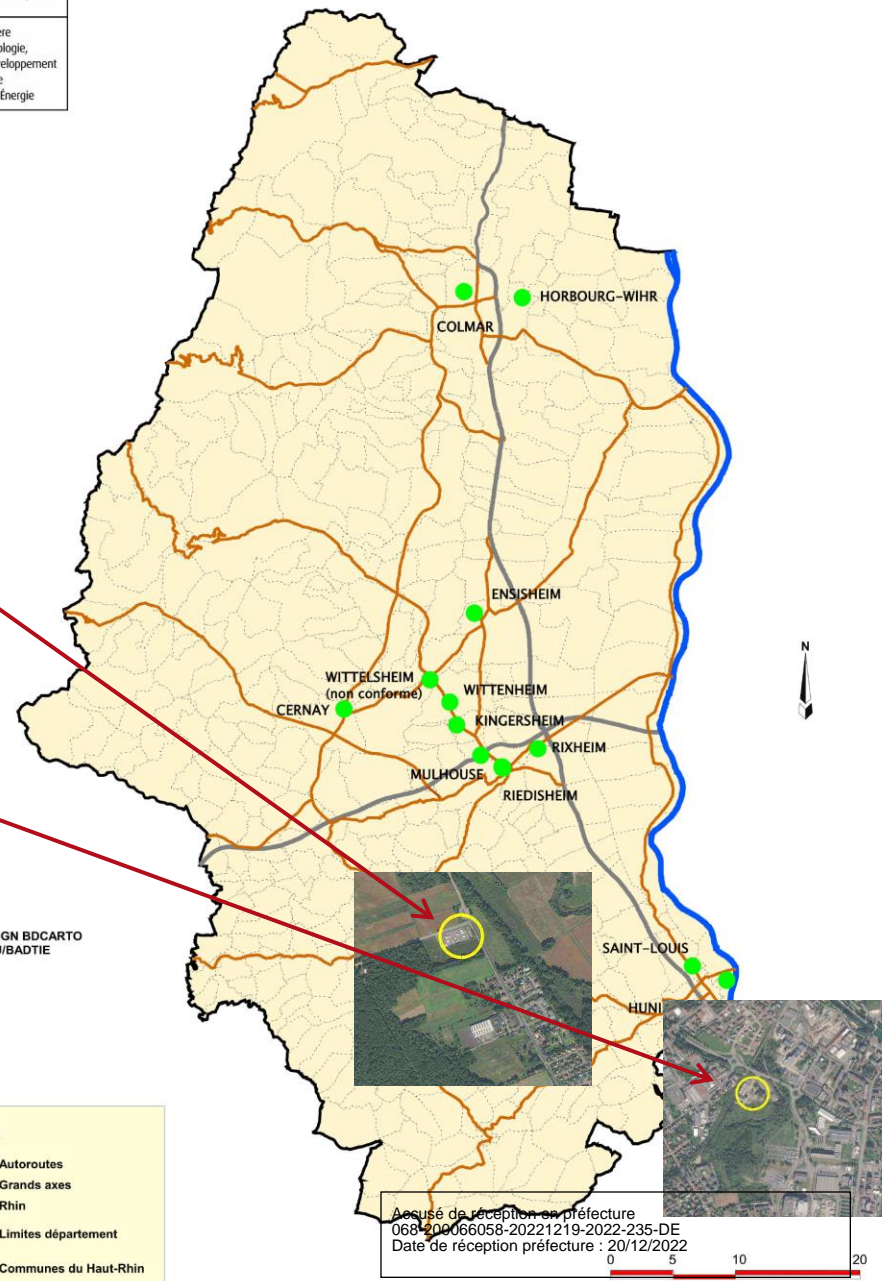 Énergie
HORBOURG-WIHR
COLMAR
ENSISHEIM
WITTELSHEIM
(non conforme)
WITTENHEIM
CERNAY
KINGERSHEIM
RIXHEIM
MULHOUSE
RIEDISHEIM
N
GN BDCARTO
/BADTIE
SAINT-LOUIS
HUNI
Autoroutes
Grands axes
Rhin
Limites département
Communes du Haut-Rhin
Accusé de réception en préfecture
068-200066058-20221219-2022-235-DE
Date de réception préfecture : 20/12/2022
0 5 10 20